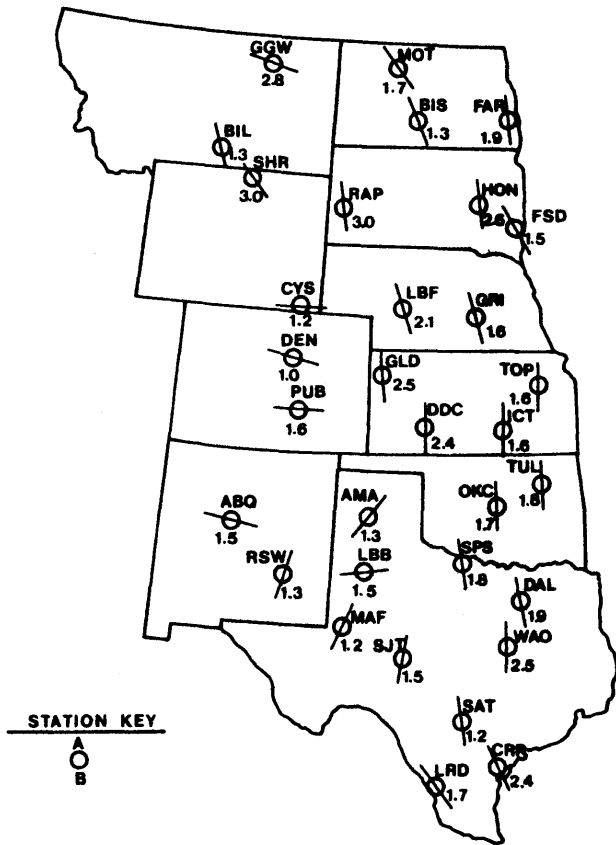 GGW
2.8
MOT
1.7
BIS
1.3
FAR
1.9
BIL
1.3
SHR
3.0
RAP
3.0
HON
2.6
FSD
1.5
CYS
1.2
LBF
2.1
GRI
1.6
DEN
1.0
GLD
2.5
TOP
1.6
PUB
1.6
DDC
2.4
ICT
1.6
TUL
1.6
ABQ
1.5
AMA
1.3
OKC
1.7
RSW
1.3
LBB
1.5
SPS
1.8
DAL
1.9
MAF
1.2
SJT
1.5
WAO
2.5
SAT
1.2
STATION KEY
A
B
LRD
1.7
CRP
2.4